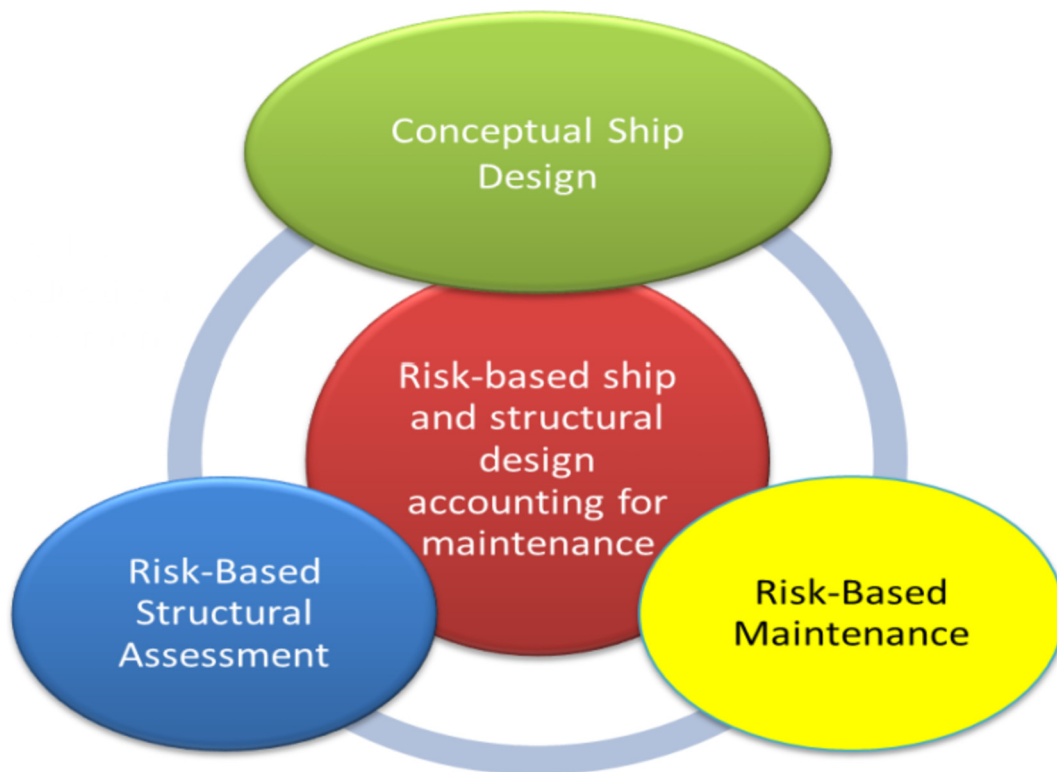 Conceptual Ship
Design
Risk-based ship
and structural
design
accounting for
maintenance
Risk-Based
Structural
Assessment
Risk-Based
Maintenance